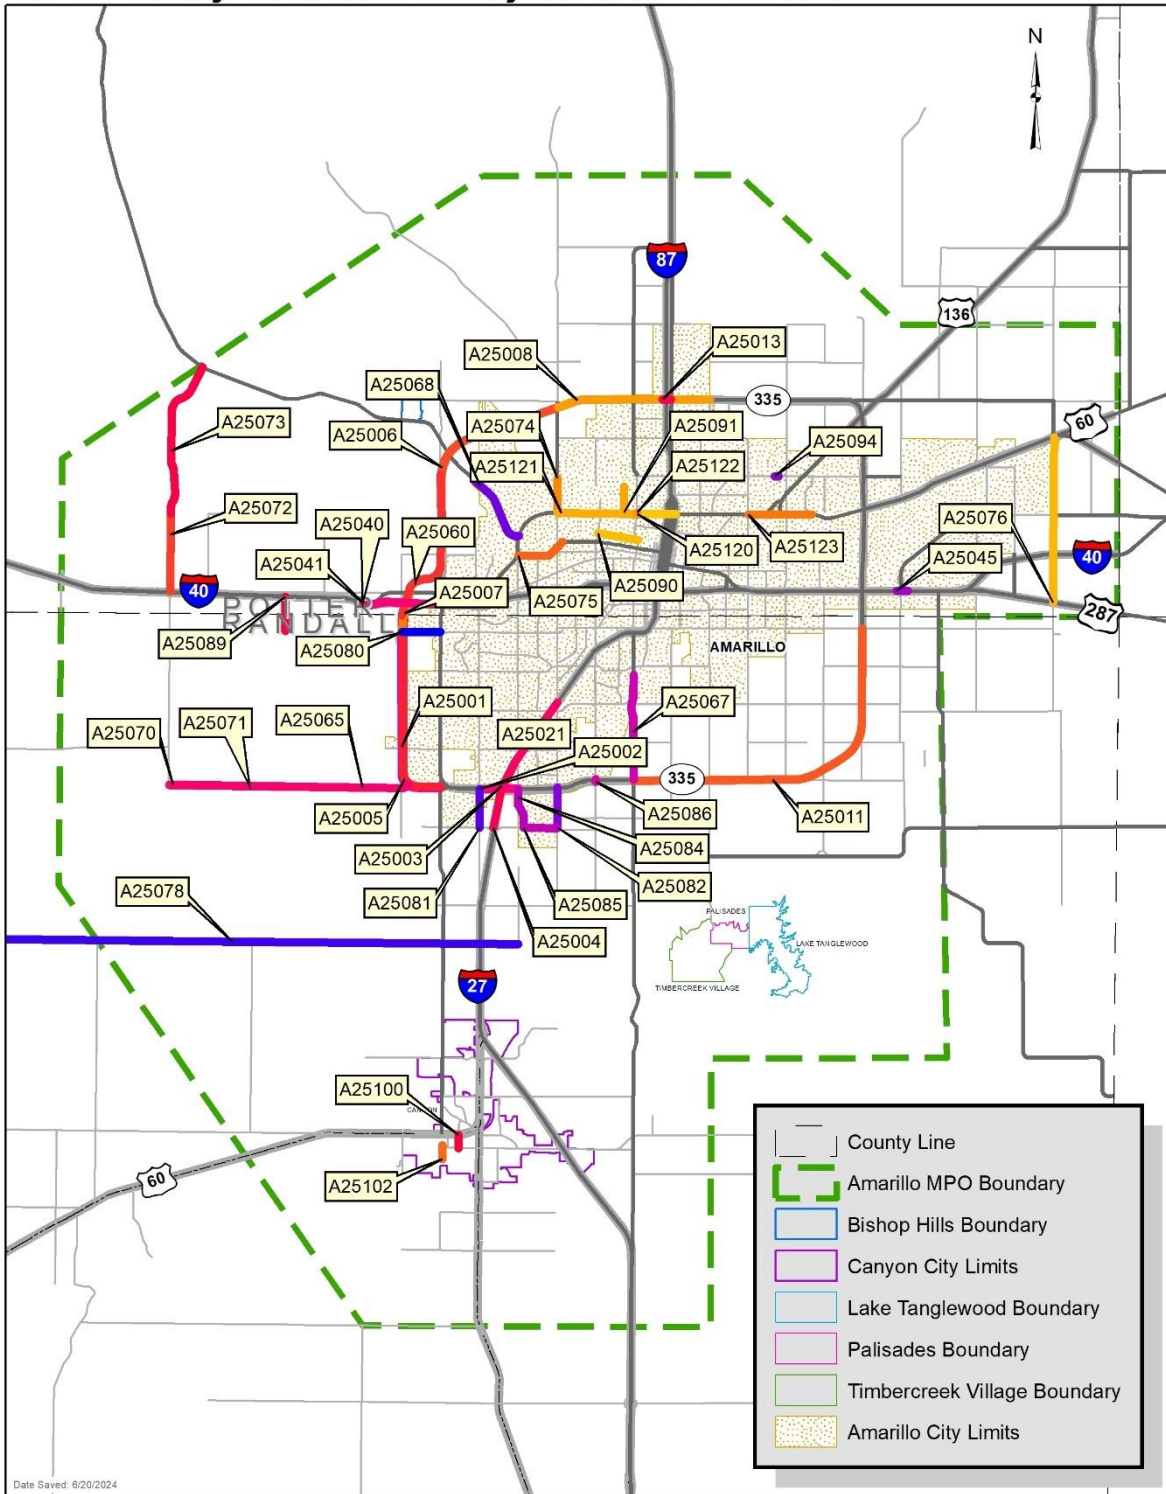 N
87
136
A25013
A25008
A25068
335
A25073
A25006
A25074
A25091
A25094
60
A25121
A25122
A25072
A25040
A25060
A25076
A25041
A25120
A25123
A25045
40
40
A25007
A25075
A25090
POTTER
RANDALL
287
A25089
A25080
AMARILLO
A25001
A25067
A25070
A25071
A25065
A25021
A25002
335
A25005
A25086
A25011
A25003
A25084
A25078
A25081
A25085
A25082
A25004
PALISADES
LAKE TANGLEWOOD
TIMBERCREEK VILLAGE
27
A25100
CANYON
60
A25102
County Line
Amarillo MPO Boundary
Bishop Hills Boundary
Canyon City Limits
Lake Tanglewood Boundary
Palisades Boundary
Timbercreek Village Boundary
Amarillo City Limits
Date Saved: 6/20/2024